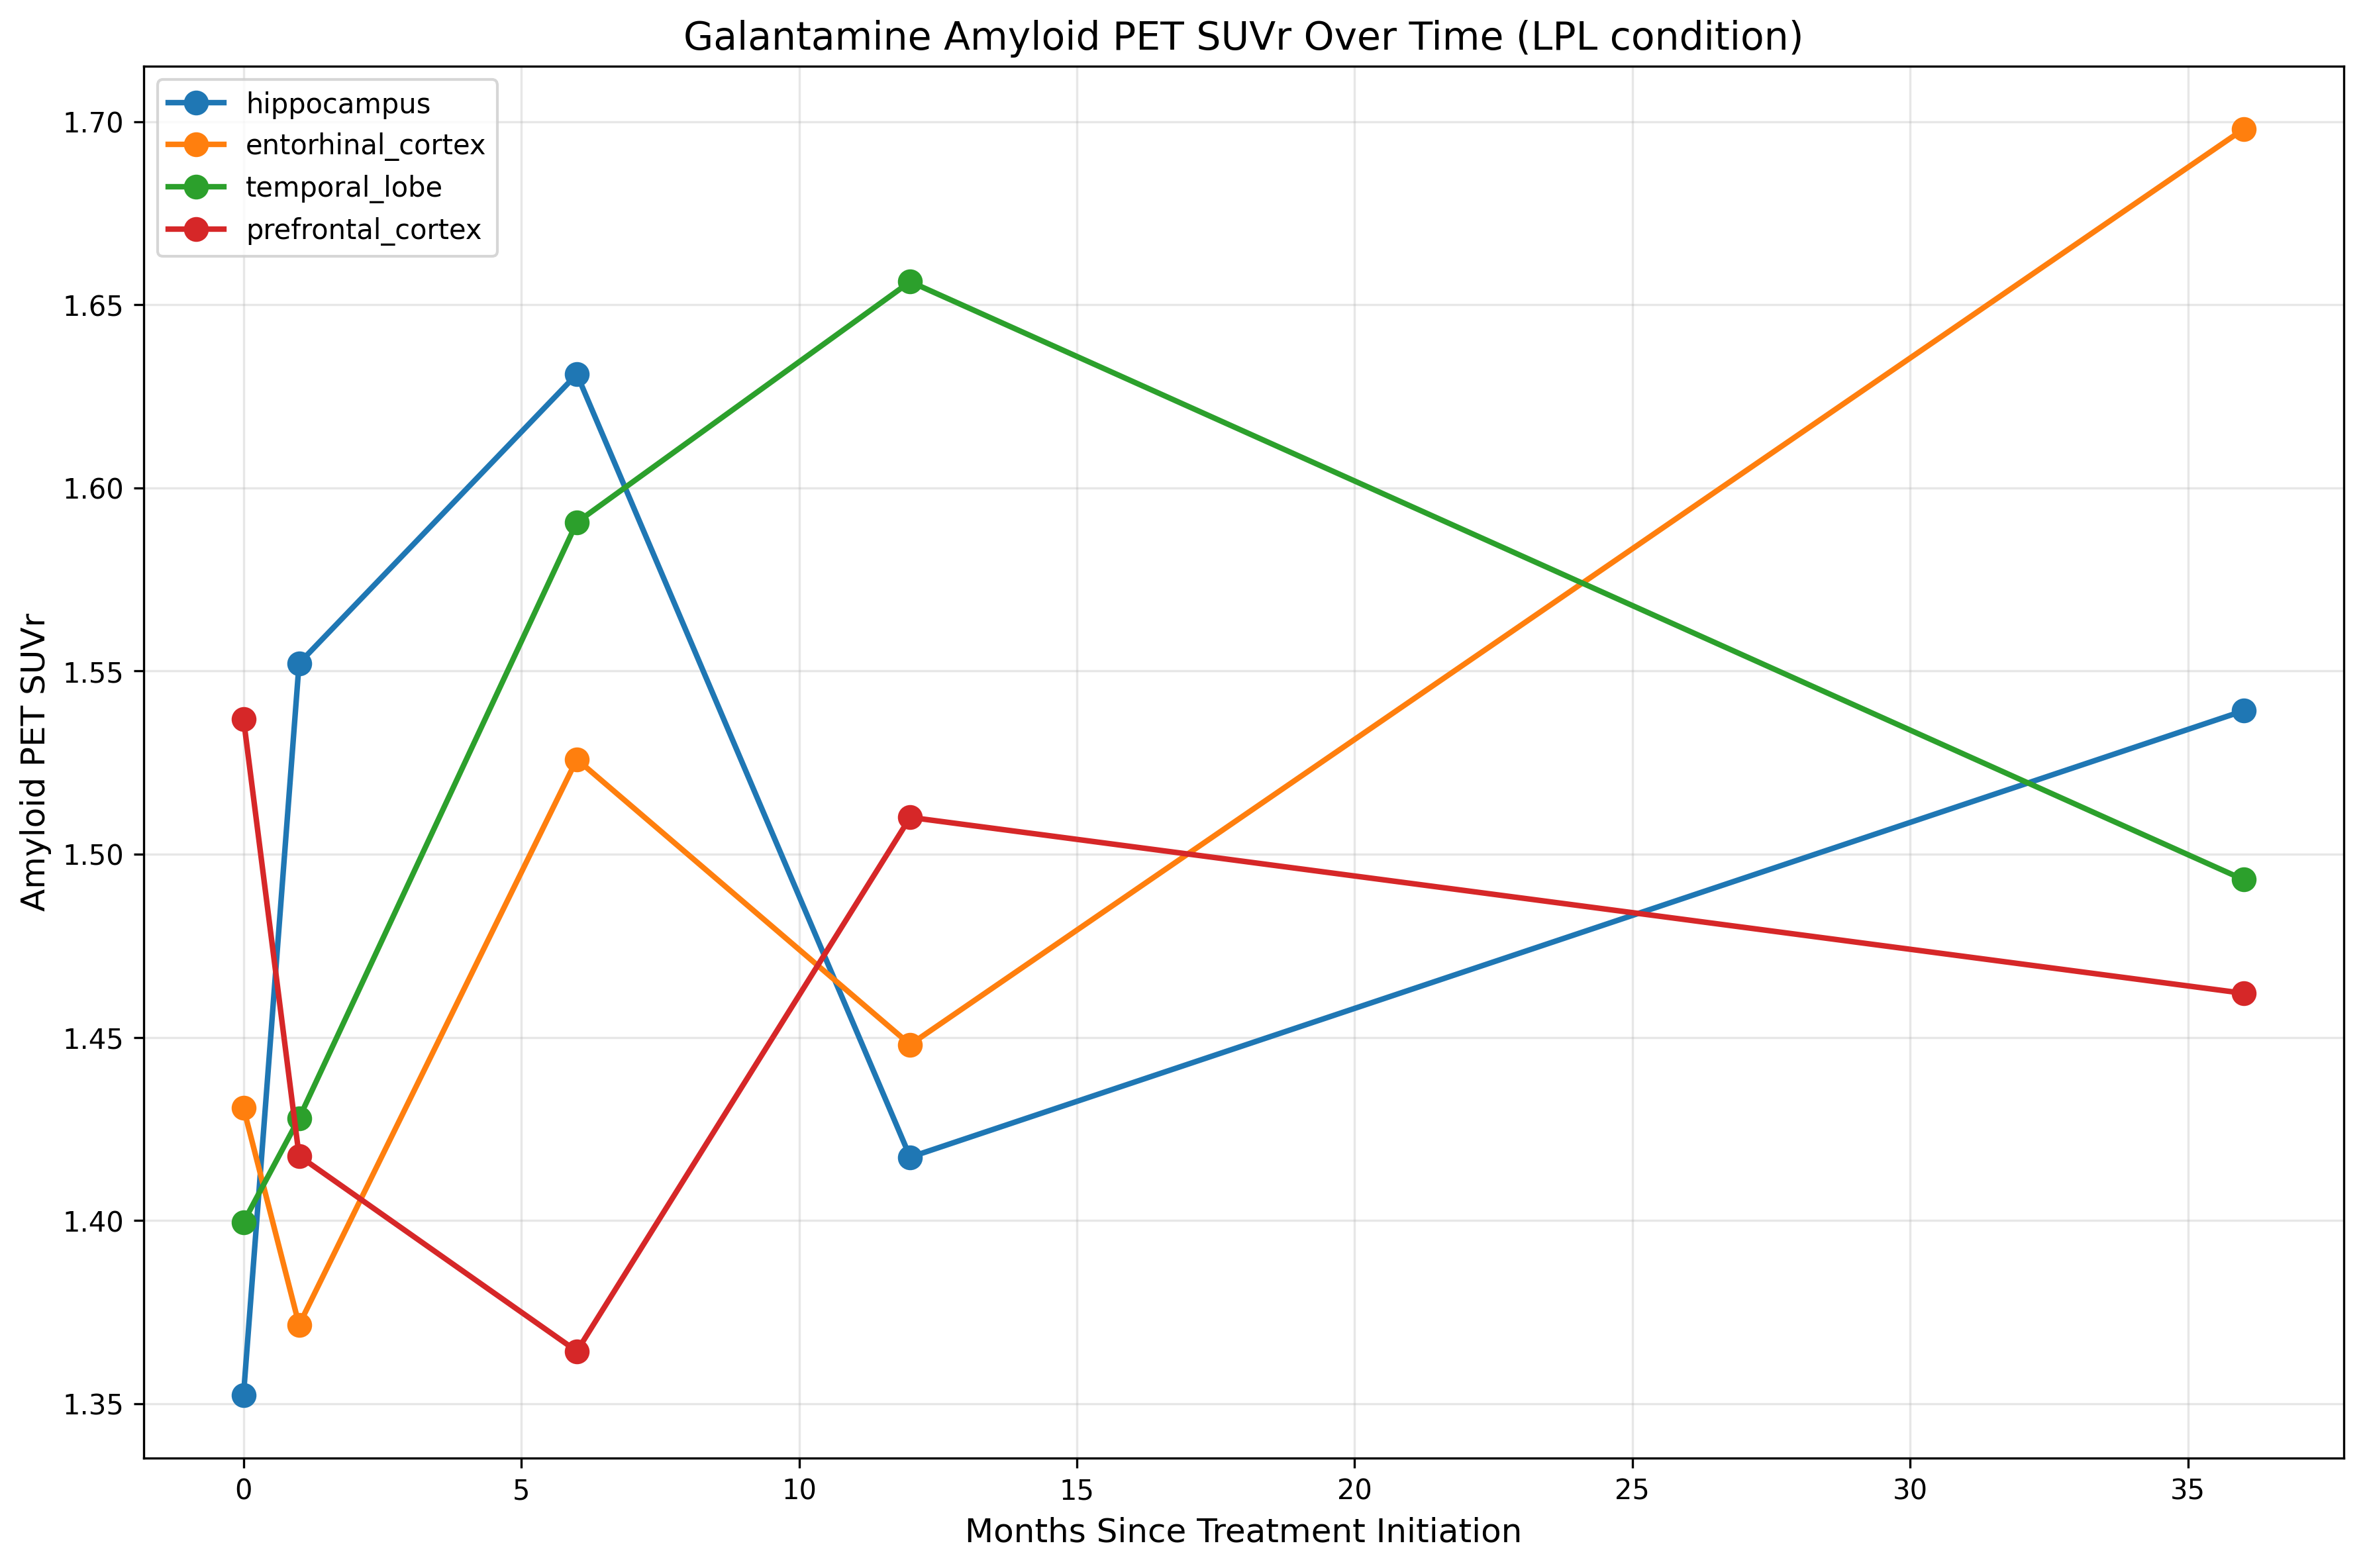 Galantamine Amyloid PET SUVr Over Time (LPL condition)
hippocampus
entorhinal_cortex
temporal_lobe
prefrontal_cortex
Amyloid PET SUVr
1.70
1.65
1.60
1.55
1.50
1.45
1.40
1.35
0 5 10 15 20 25 30 35
Months Since Treatment Initiation